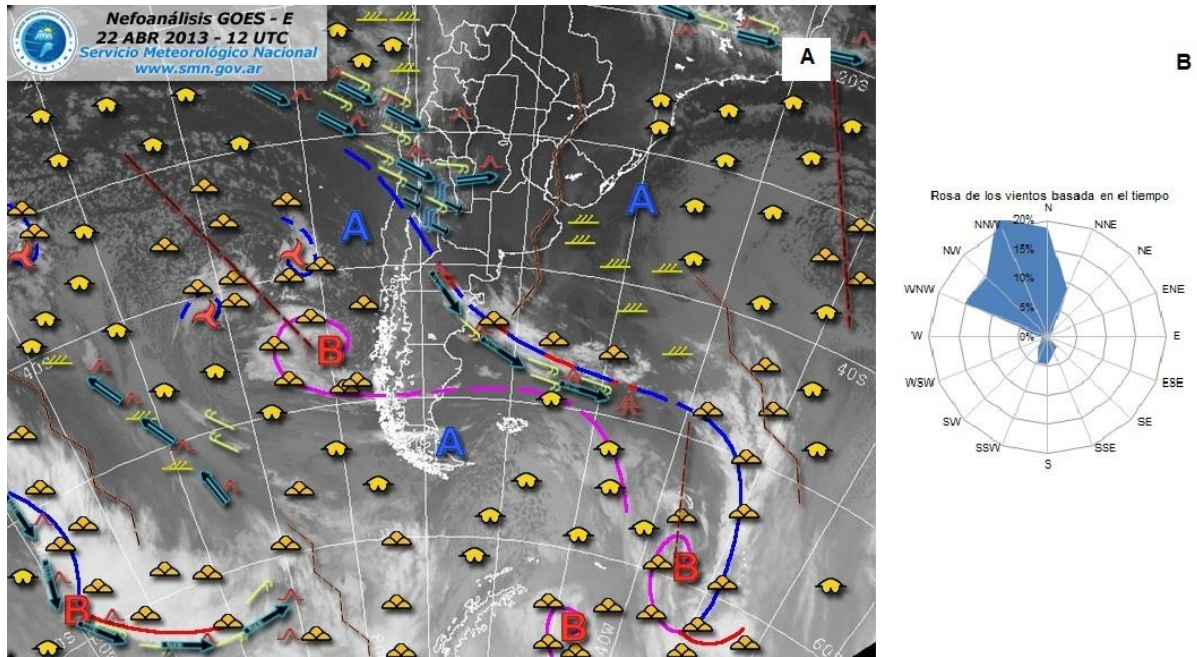 Nefoanálisis GOES - E
22 ABR 2013 - 12 UTC
Servicio Meteorológico Nacional
www.smn.gov.ar
A
B
20S
A
A
B
40S
40S
A
B
B
B
40W
60S
Rosa de los vientos basada en el tiempo
N
NNW
20%
NNE
NW
15%
NE
10%
WNW
5%
ENE
W
0%
E
WSW
ESE
SW
SE
SSW
SSE
S